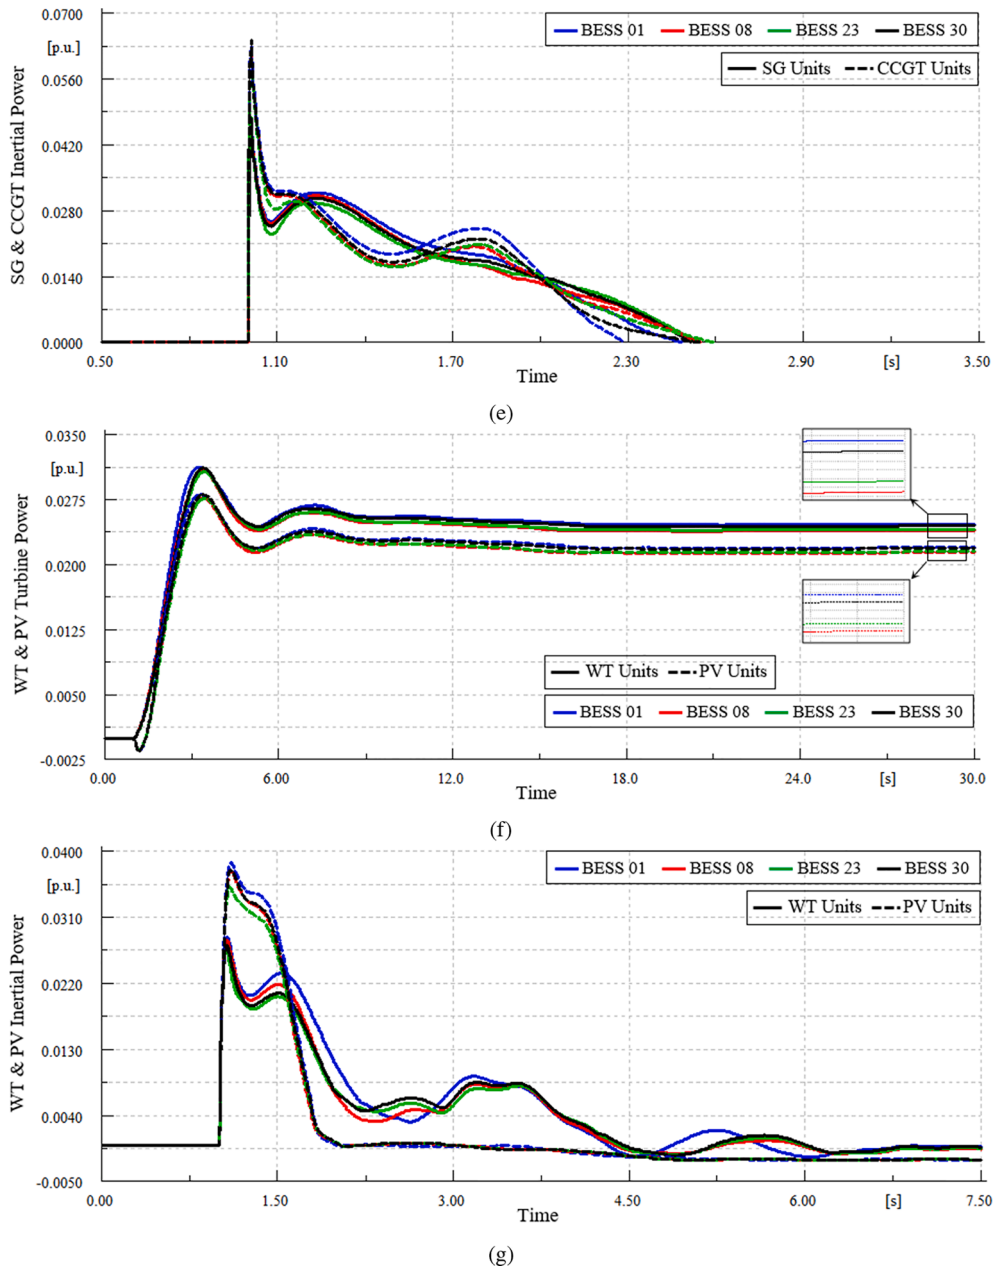 0.0700
[p.u.]
0.0560
0.0420
0.0280
0.0140
0.0000
SG & CCGT Inertial Power
BESS 01 BESS 08 BESS 23 BESS 30
SG Units CCGT Units
0.50 1.10 1.70 2.30 2.90 [s] 3.50
Time
(e)
0.0350
[p.u.]
0.0275
0.0200
0.0125
0.0050
-0.0025
WT & PV Turbine Power
WT Units PV Units
BESS 01 BESS 08 BESS 23 BESS 30
0.00 6.00 12.0 18.0 24.0 [s] 30.0
Time
(f)
0.0400
[p.u.]
0.0310
0.0220
0.0130
0.0040
-0.0050
WT & PV Inertial Power
BESS 01 BESS 08 BESS 23 BESS 30
WT Units PV Units
0.00 1.50 3.00 4.50 6.00 [s] 7.50
Time
(g)